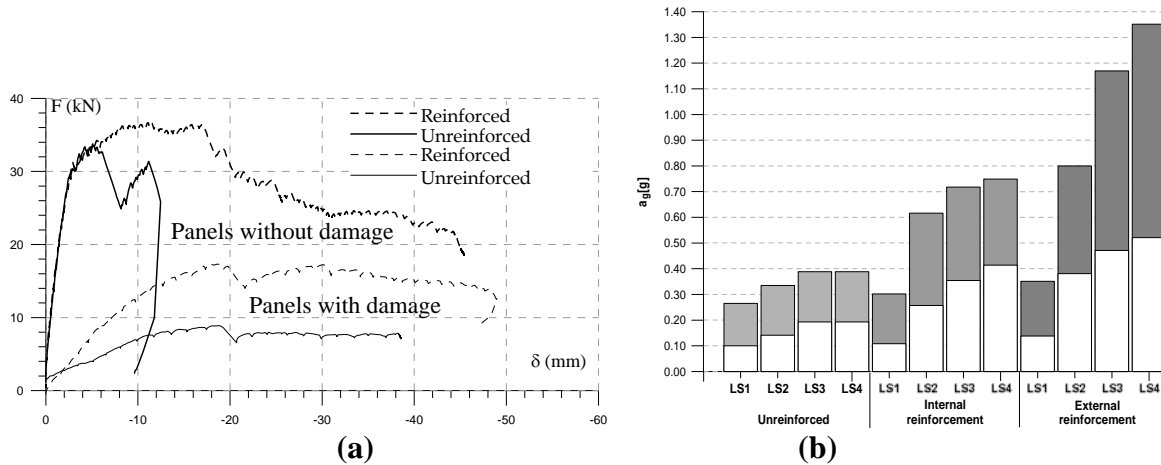 F (kN)
40
30
20
10
0
0
-10
-20
-30
-40
-50
-60
δ (mm)
Reinforced
Unreinforced
Reinforced
Unreinforced
Panels without damage
Panels with damage
(a)
1.40
1.30
1.20
1.10
1.00
0.90
0.80
0.70
0.60
0.50
0.40
0.30
0.20
0.10
0.00
ag[g]
LS1 LS2 LS3 LS4 LS1 LS2 LS3 LS4 LS1 LS2 LS3 LS4
Unreinforced
Internal
reinforcement
External
reinforcement
(b)